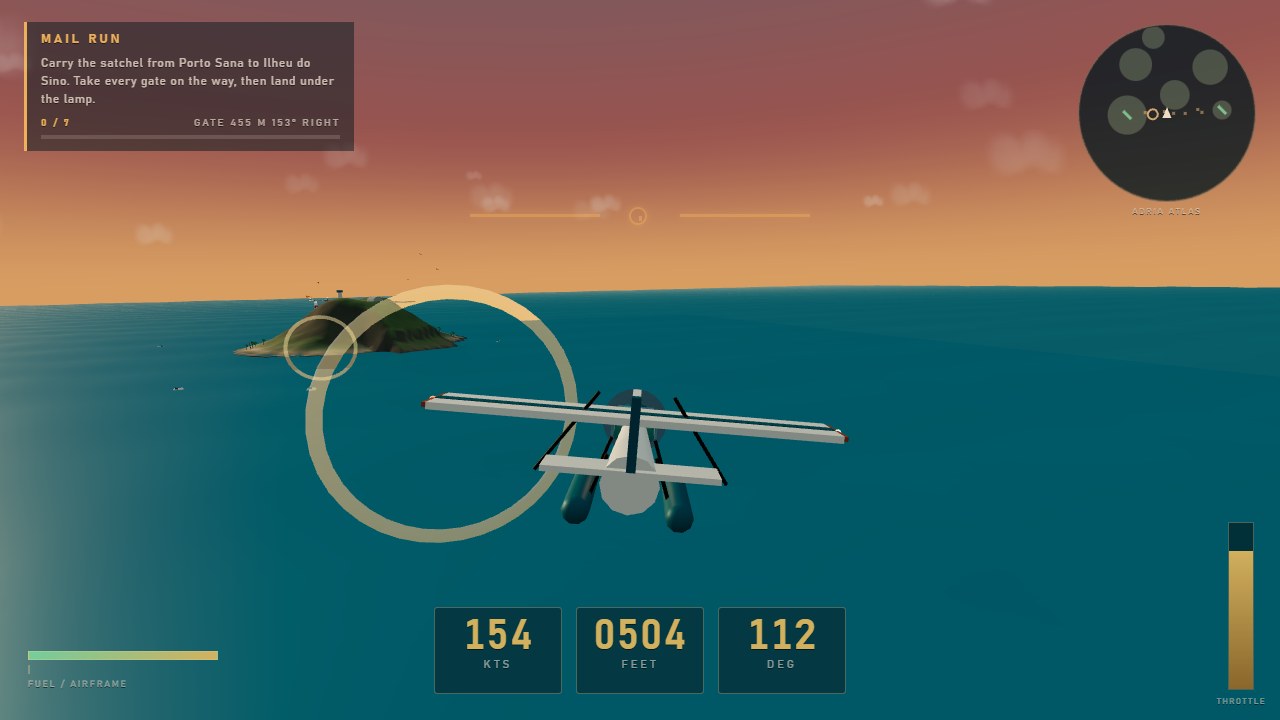 MAIL RUN
Carry the satchel from Porto Sana to Ilheu do
Sino. Take every gate on the way, then land under
the lamp.
0 / 7 GATE 455 M 153° RIGHT
ADRIA ATLAS
154 0504 112
KTS FEET DEG
FUEL / AIRFRAME
THROTTLE